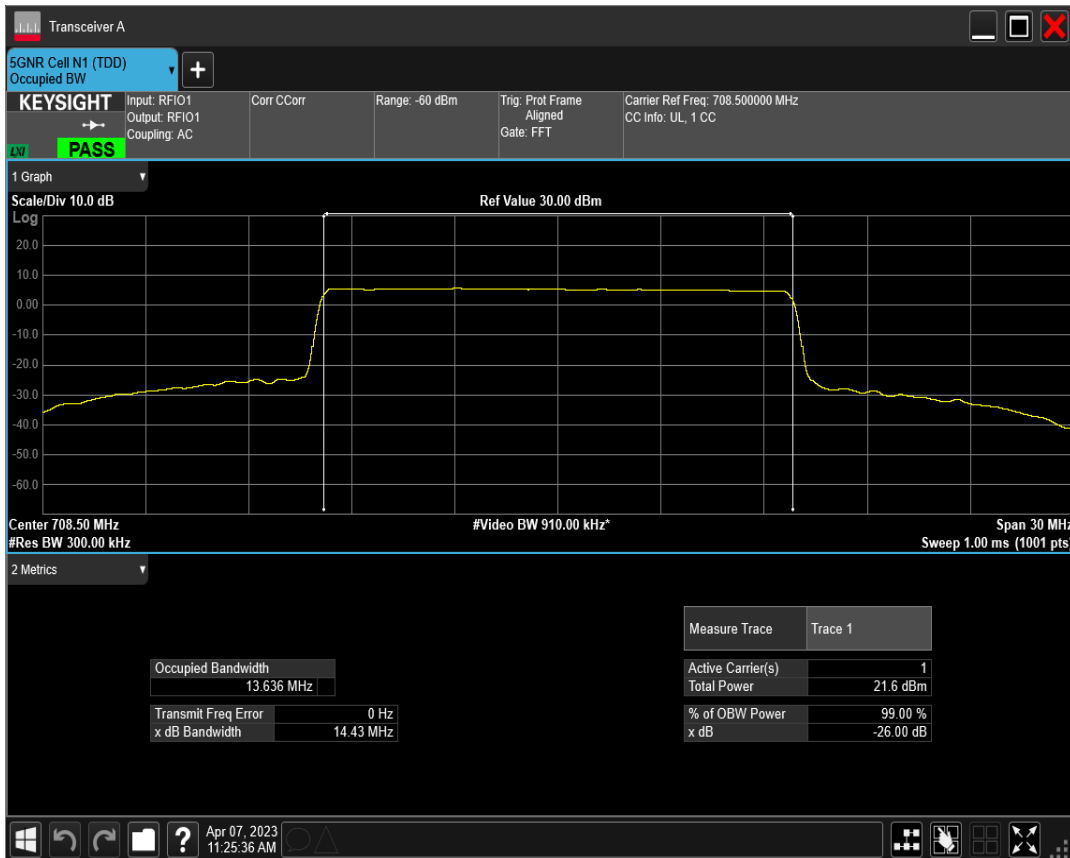 Transceiver A
5GNR Cell N1 (TDD)
Occupied BW
+
KEYSIGHT
LXI
PASS
Input: RFIO1
Output: RFIO1
Coupling: AC
Corr CCorr
Range: -60 dBm
Trig: Prot Frame
Aligned
Gate: FFT
Carrier Ref Freq: 708.500000 MHz
CC Info: UL, 1 CC
1 Graph
Scale/Div 10.0 dB
Ref Value 30.00 dBm
Log
20.0
10.0
0.00
-10.0
-20.0
-30.0
-40.0
-50.0
-60.0
Center 708.50 MHz
#Video BW 910.00 kHz*
Span 30 MHz
#Res BW 300.00 kHz
Sweep 1.00 ms (1001 pts)
2 Metrics
Measure Trace Trace 1
Occupied Bandwidth
13.636 MHz
Active Carrier(s) 1
Total Power 21.6 dBm
Transmit Freq Error 0 Hz
x dB Bandwidth 14.43 MHz
% of OBW Power 99.00 %
x dB -26.00 dB
?
Apr 07, 2023
11:25:36 AM